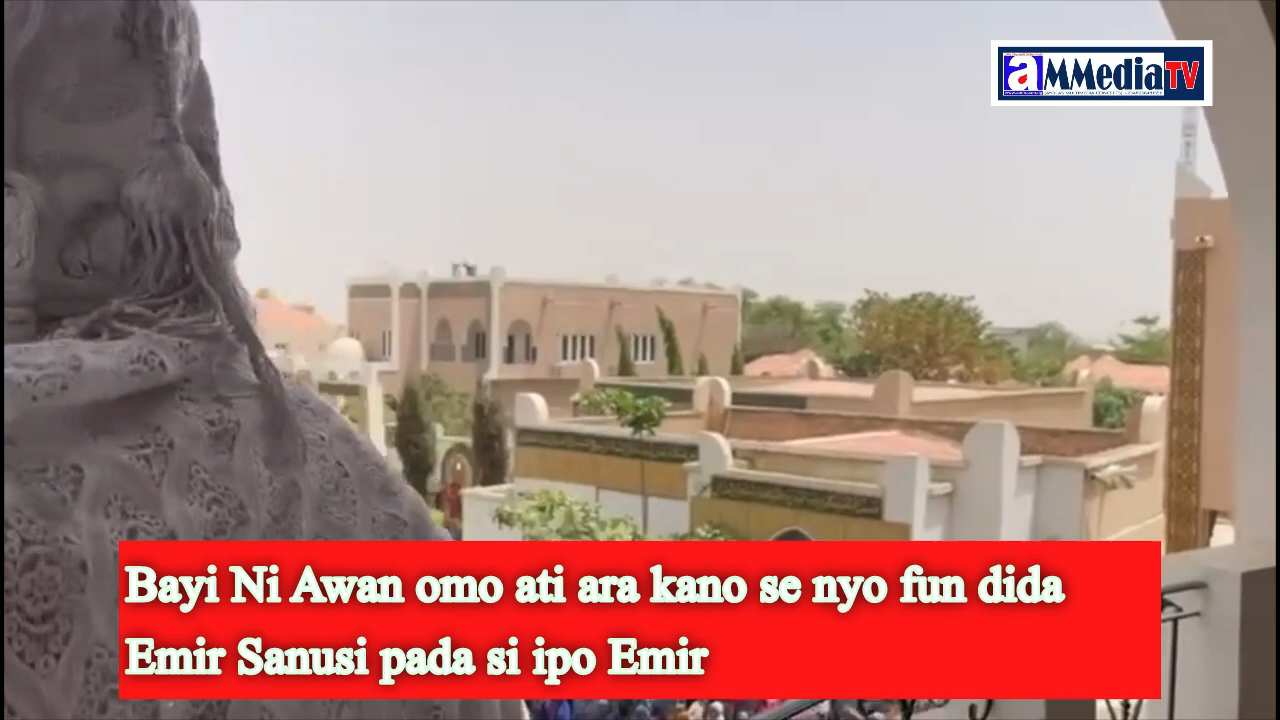 aMMediaTV
Bayi Ni Awan omo ati ara kano se nyo fun dida
Emir Sanusi pada si ipo Emir